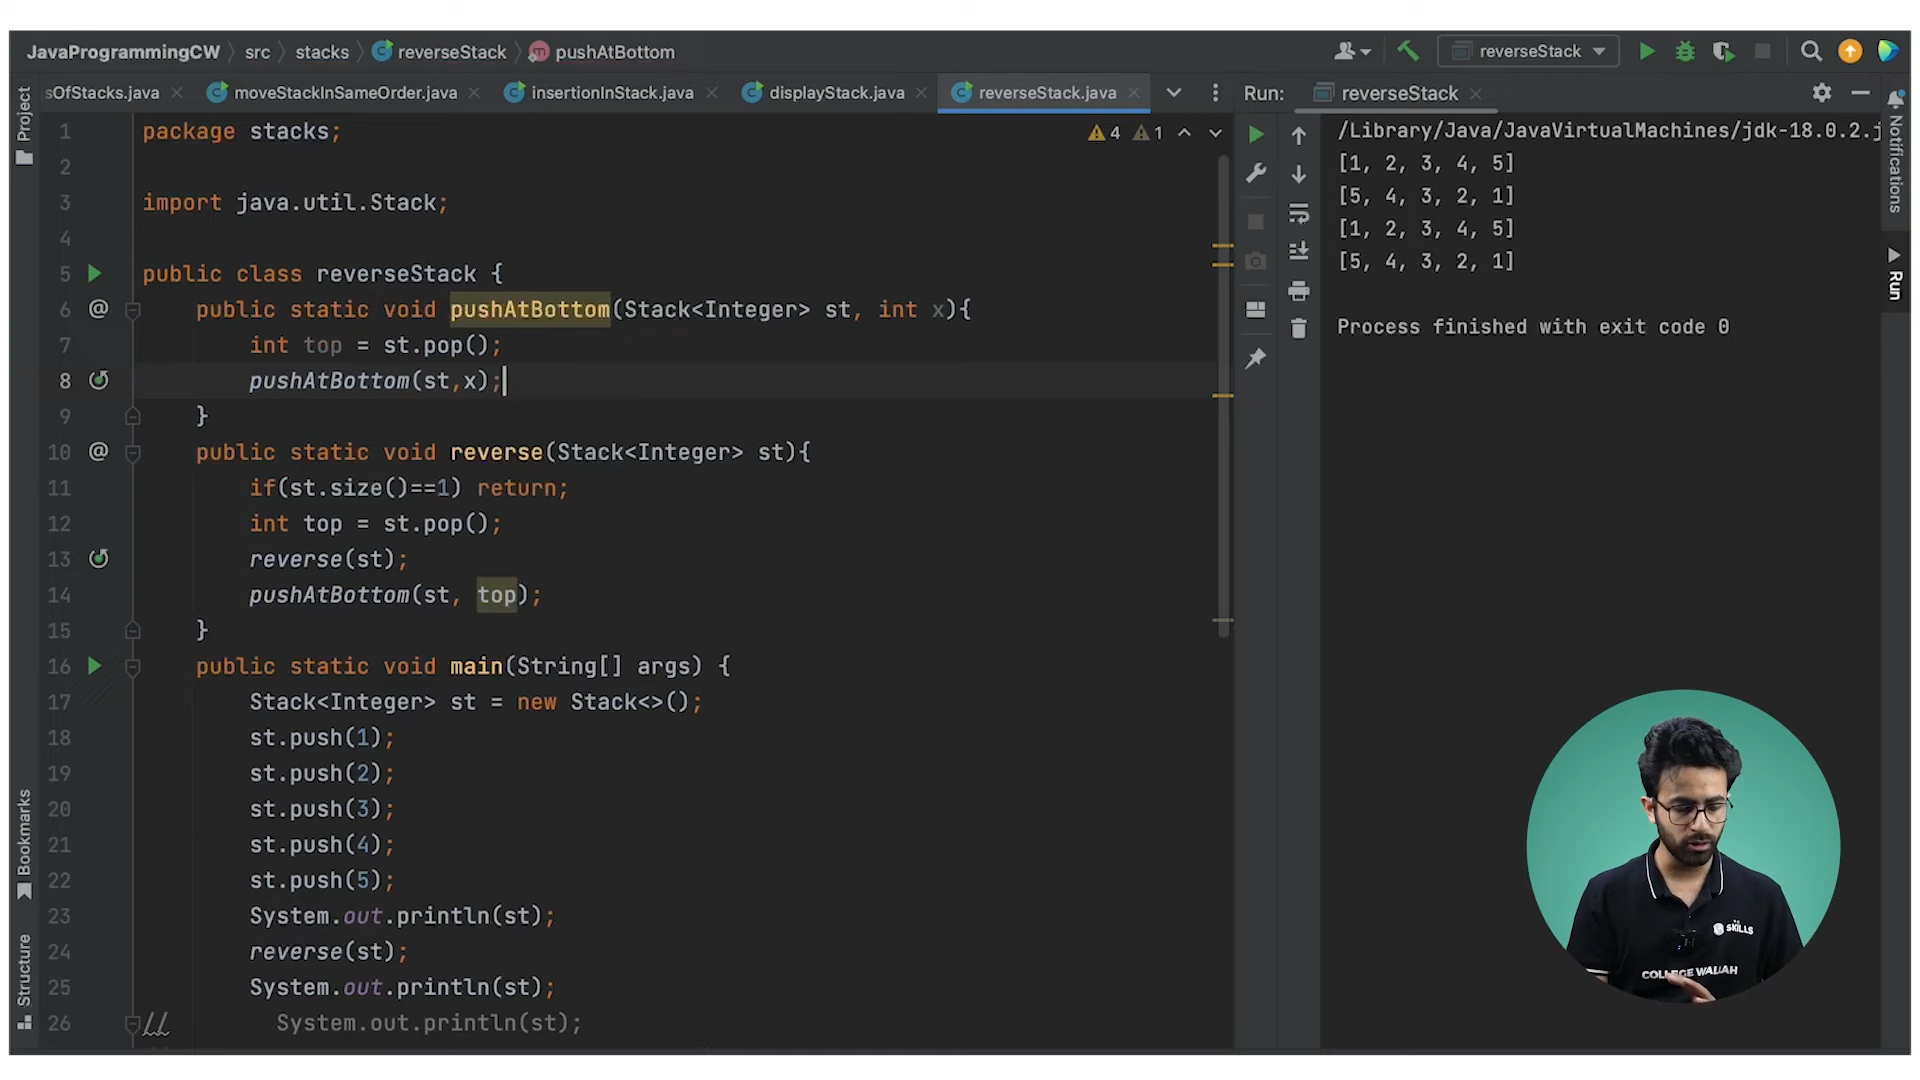 JavaProgrammingCW src stacks reverseStack pushAtBottom reverseStack
sOfStacks.java moveStackInSameOrder.java insertionInStack.java displayStack.java reverseStack.java Run: reverseStack
Project
Bookmarks
Structure
Notifications
Run
4 1
1 package stacks;
2
3 import java.util.Stack;
4
5 public class reverseStack {
6 @ public static void pushAtBottom(Stack<Integer> st, int x){
7 int top = st.pop();
8 pushAtBottom(st,x);
9 }
10 @ public static void reverse(Stack<Integer> st){
11 if(st.size()==1) return;
12 int top = st.pop();
13 reverse(st);
14 pushAtBottom(st, top);
15 }
16 public static void main(String[] args) {
17 Stack<Integer> st = new Stack<>();
18 st.push(1);
19 st.push(2);
20 st.push(3);
21 st.push(4);
22 st.push(5);
23 System.out.println(st);
24 reverse(st);
25 System.out.println(st);
26 // System.out.println(st);
/Library/Java/JavaVirtualMachines/jdk-18.0.2.j
[1, 2, 3, 4, 5]
[5, 4, 3, 2, 1]
[1, 2, 3, 4, 5]
[5, 4, 3, 2, 1]
Process finished with exit code 0
SKILLS
COLLEGE WALLAH